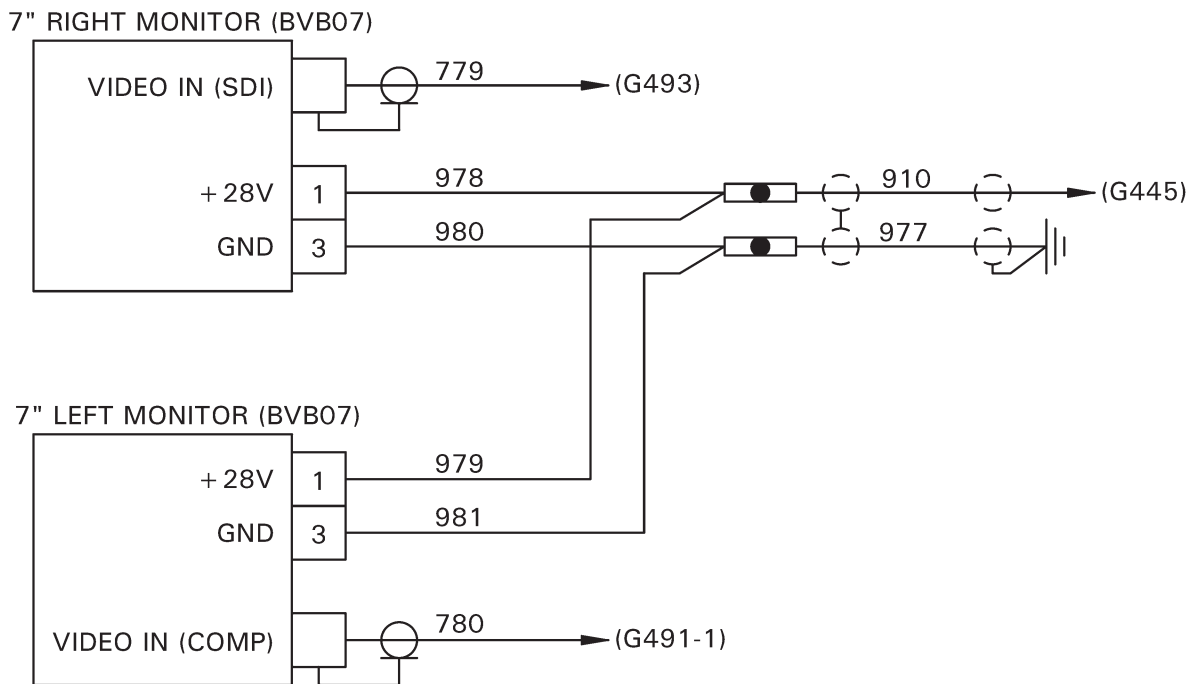 7" RIGHT MONITOR (BVB07)
VIDEO IN (SDI)
779
(G493)
+28V
1
978
910
(G445)
GND
3
980
977
7" LEFT MONITOR (BVB07)
+28V
1
979
GND
3
981
VIDEO IN (COMP)
780
(G491-1)